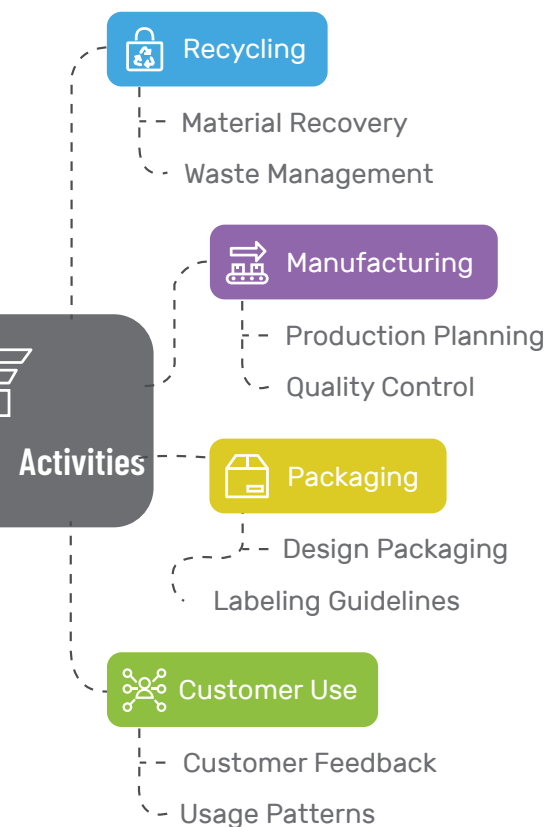 Recycling
Material Recovery
Waste Management
Manufacturing
Production Planning
Quality Control
Activities
Packaging
Design Packaging
Labeling Guidelines
Customer Use
Customer Feedback
Usage Patterns